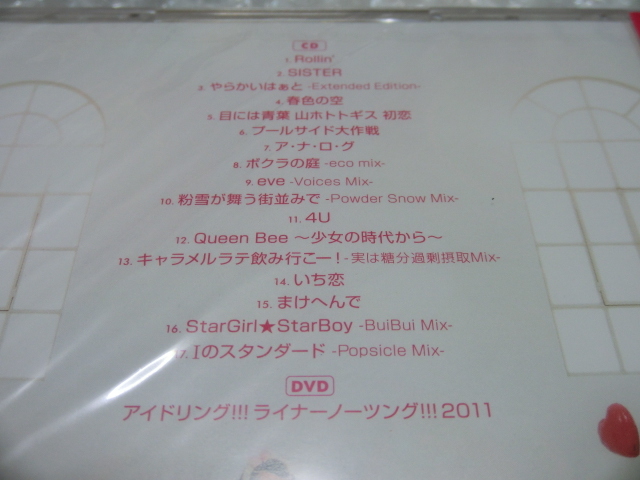 CD
1. Rollin'
2. SISTER
3. やらかいはぁと -Extended Edition-
4. 春色の空
5. 目には青葉 山ホトトギス 初恋
6. プールサイド大作戦
7. ア・ナ・ロ・グ
8. ボクラの庭 -eco mix-
9. eve -Voices Mix-
10. 粉雪が舞う街並みで -Powder Snow Mix-
11. 4U
12. Queen Bee ～少女の時代から～
13. キャラメルラテ飲み行こー！-実は糖分過剰摂取Mix-
14. いち恋
15. まけへんで
16. StarGirl★StarBoy -BuiBui Mix-
17. Iのスタンダード -Popsicle Mix-
DVD
アイドリング!!! ライナーノーツング!!! 2011